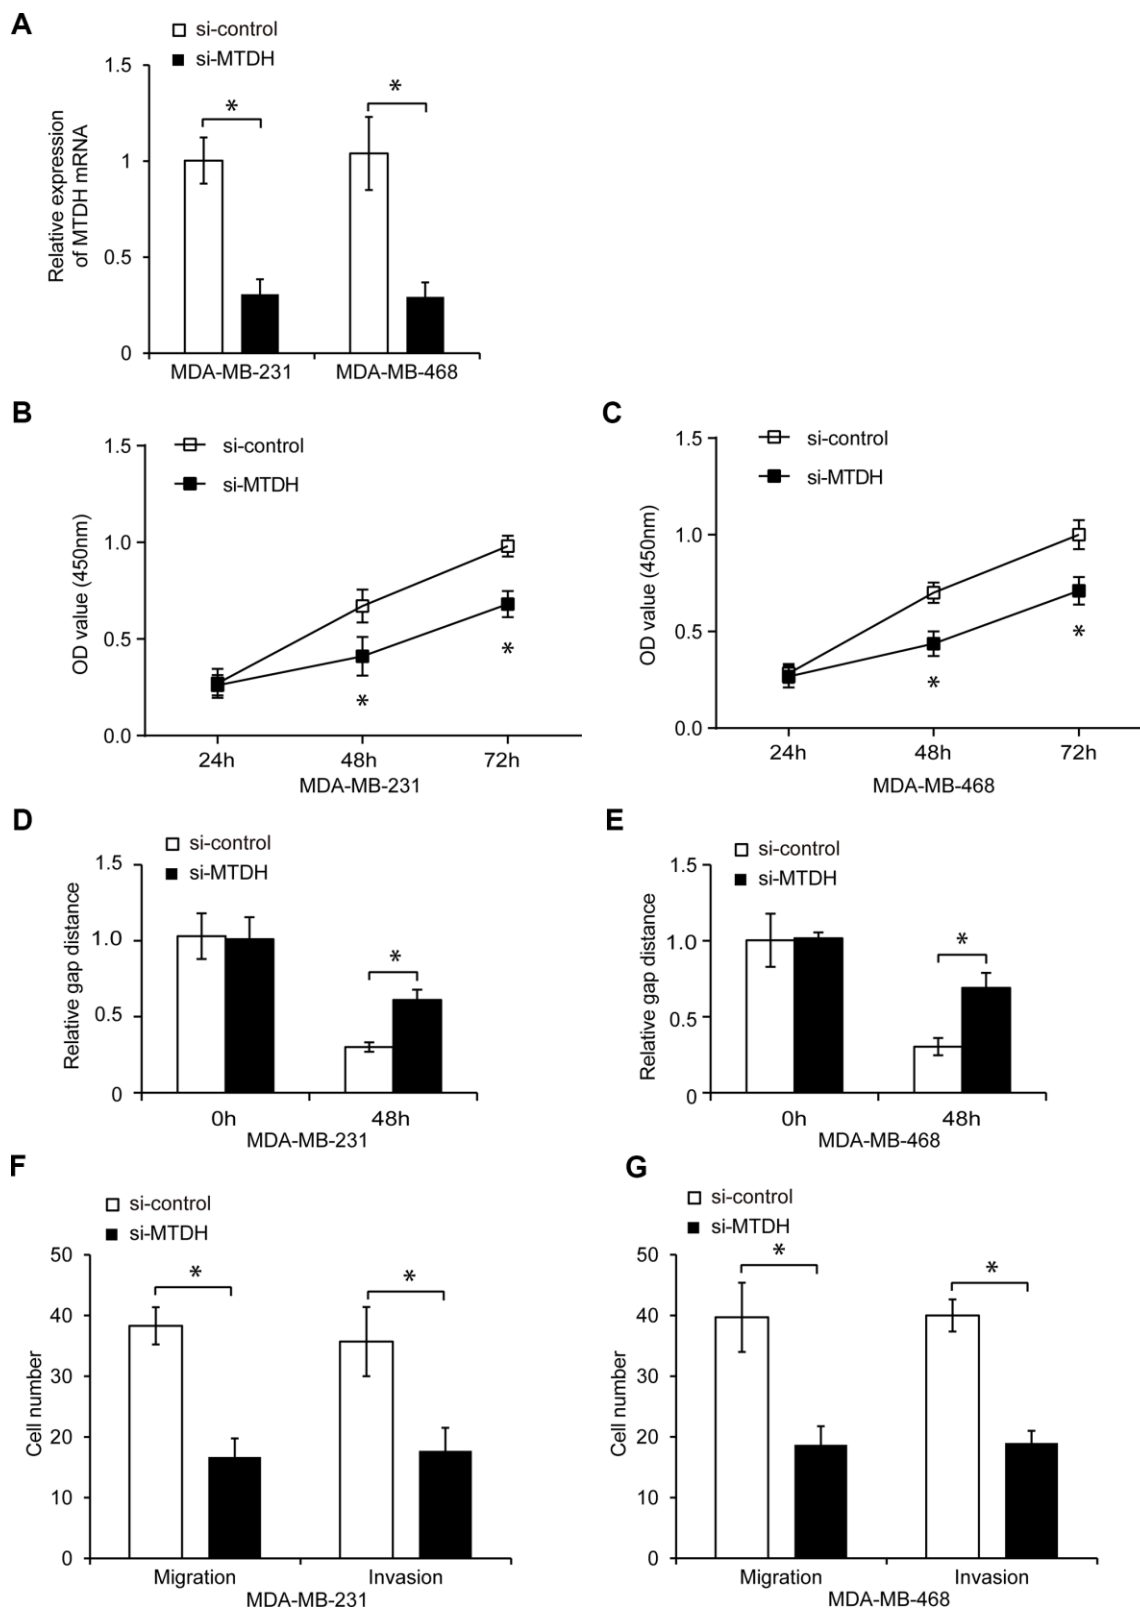 A
si-control
si-MTDH
Relative expression
of MTDH mRNA
1.5
1
0.5
0
*
*
MDA-MB-231
MDA-MB-468
B
si-control
si-MTDH
OD value (450nm)
1.5
1.0
0.5
0.0
*
*
24h
48h
72h
MDA-MB-231
C
si-control
si-MTDH
OD value (450nm)
1.5
1.0
0.5
0.0
*
*
24h
48h
72h
MDA-MB-468
D
si-control
si-MTDH
Relative gap distance
1.5
1.0
0.5
0
*
0h
48h
MDA-MB-231
E
si-control
si-MTDH
Relative gap distance
1.5
1.0
0.5
0
*
0h
48h
MDA-MB-468
F
si-control
si-MTDH
Cell number
50
40
30
20
10
0
*
*
Migration
Invasion
MDA-MB-231
G
si-control
si-MTDH
Cell number
50
40
30
20
10
0
*
*
Migration
Invasion
MDA-MB-468